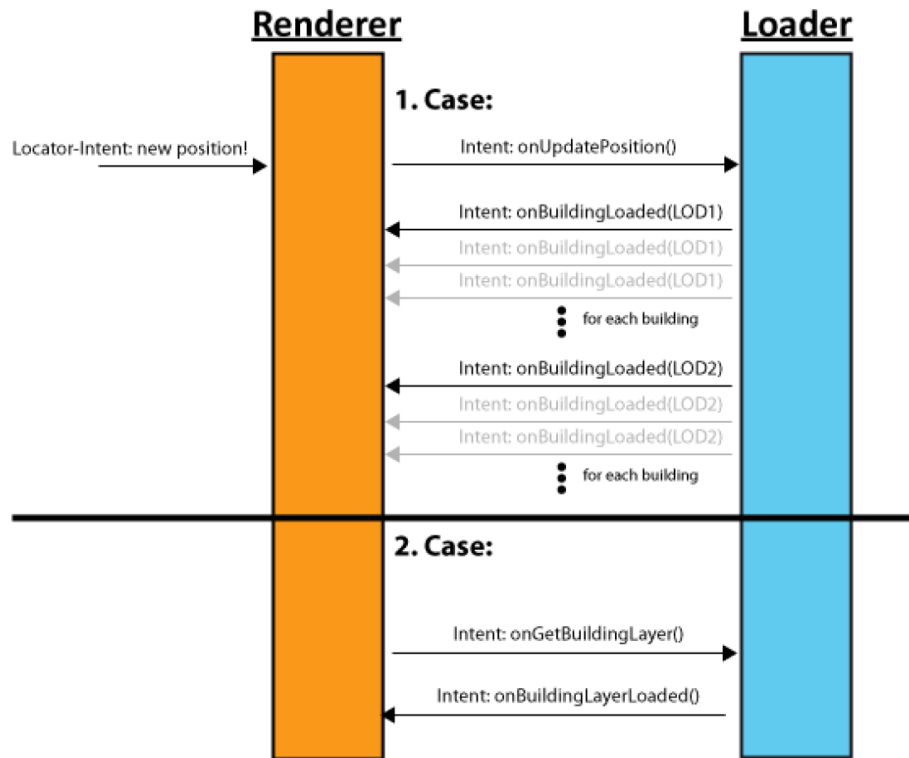 Renderer
Loader
1. Case:
Locator-Intent: new position!
Intent: onUpdatePosition()
Intent: onBuildingLoaded(LOD1)
Intent: onBuildingLoaded(LOD1)
Intent: onBuildingLoaded(LOD1)
for each building
Intent: onBuildingLoaded(LOD2)
Intent: onBuildingLoaded(LOD2)
Intent: onBuildingLoaded(LOD2)
for each building
2. Case:
Intent: onGetBuildingLayer()
Intent: onBuildingLayerLoaded()